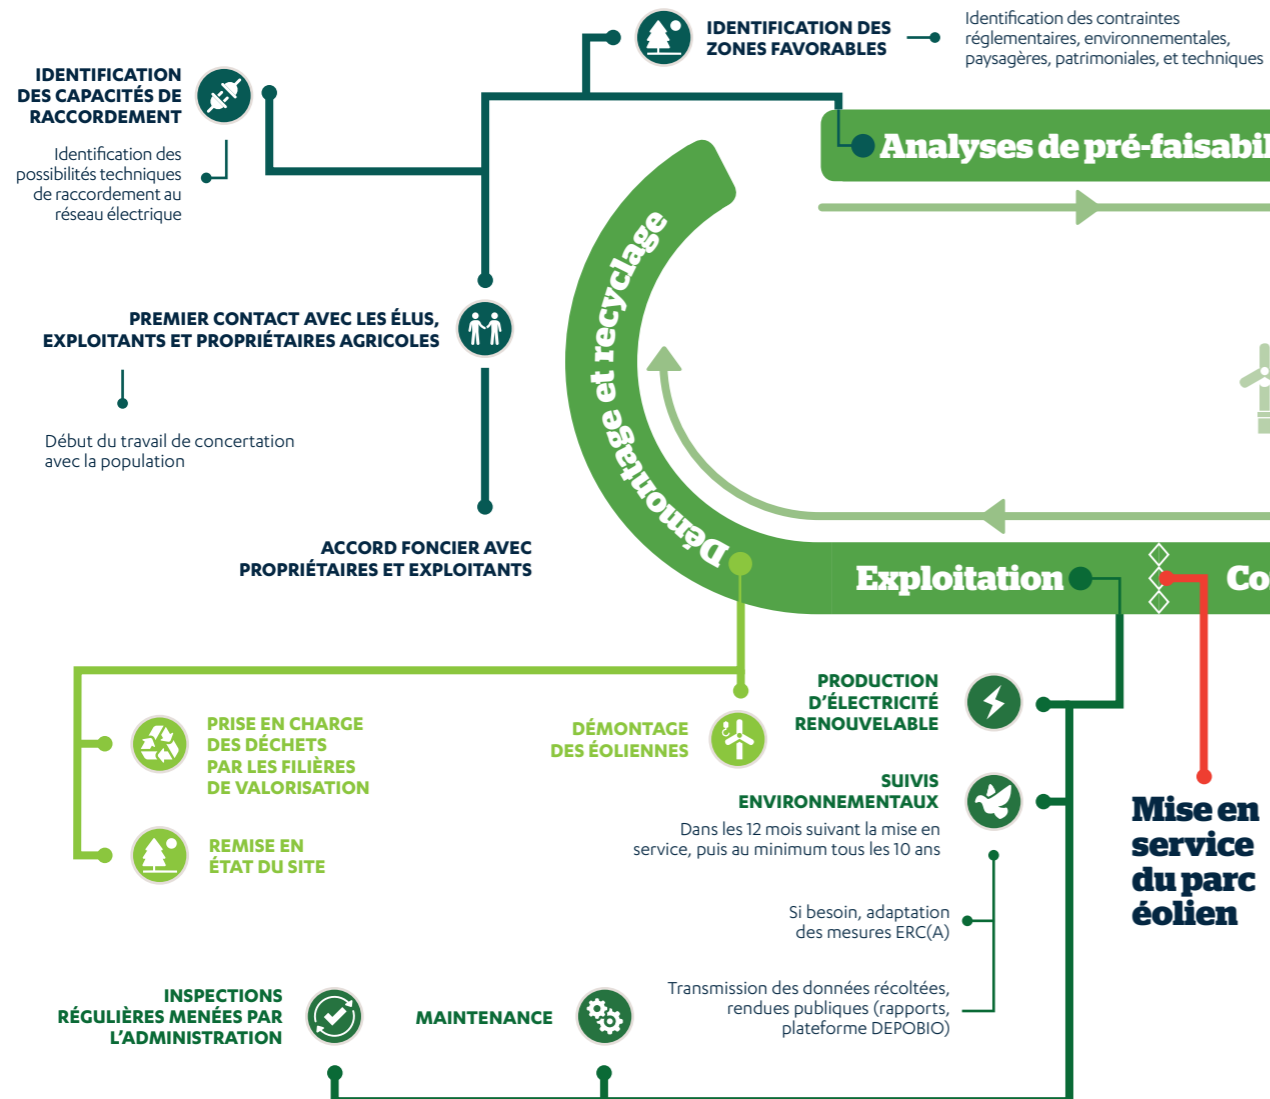 IDENTIFICATION DES
ZONES FAVORABLES
Identification des contraintes
réglementaires, environnementales,
paysagères, patrimoniales, et techniques
IDENTIFICATION
DES CAPACITÉS DE
RACCORDEMENT
Identification des
possibilités techniques
de raccordement au
réseau électrique
Analyses de pré-faisabil
PREMIER CONTACT AVEC LES ÉLUS,
EXPLOITANTS ET PROPRIÉTAIRES AGRICOLES
Début du travail de concertation
avec la population
ACCORD FONCIER AVEC
PROPRIÉTAIRES ET EXPLOITANTS
Démontage et recyclage
Exploitation
Co
PRISE EN CHARGE
DES DÉCHETS
PAR LES FILIÈRES
DE VALORISATION
REMISE EN
ÉTAT DU SITE
DÉMONTAGE
DES ÉOLIENNES
PRODUCTION
D'ÉLECTRICITÉ
RENOUVELABLE
SUIVIS
ENVIRONNEMENTAUX
Dans les 12 mois suivant la mise en
service, puis au minimum tous les 10 ans
Si besoin, adaptation
des mesures ERC(A)
Transmission des données récoltées,
rendues publiques (rapports,
plateforme DEPOBIO)
Mise en
service
du parc
éolien
INSPECTIONS
RÉGULIÈRES MENÉES PAR
L'ADMINISTRATION
MAINTENANCE